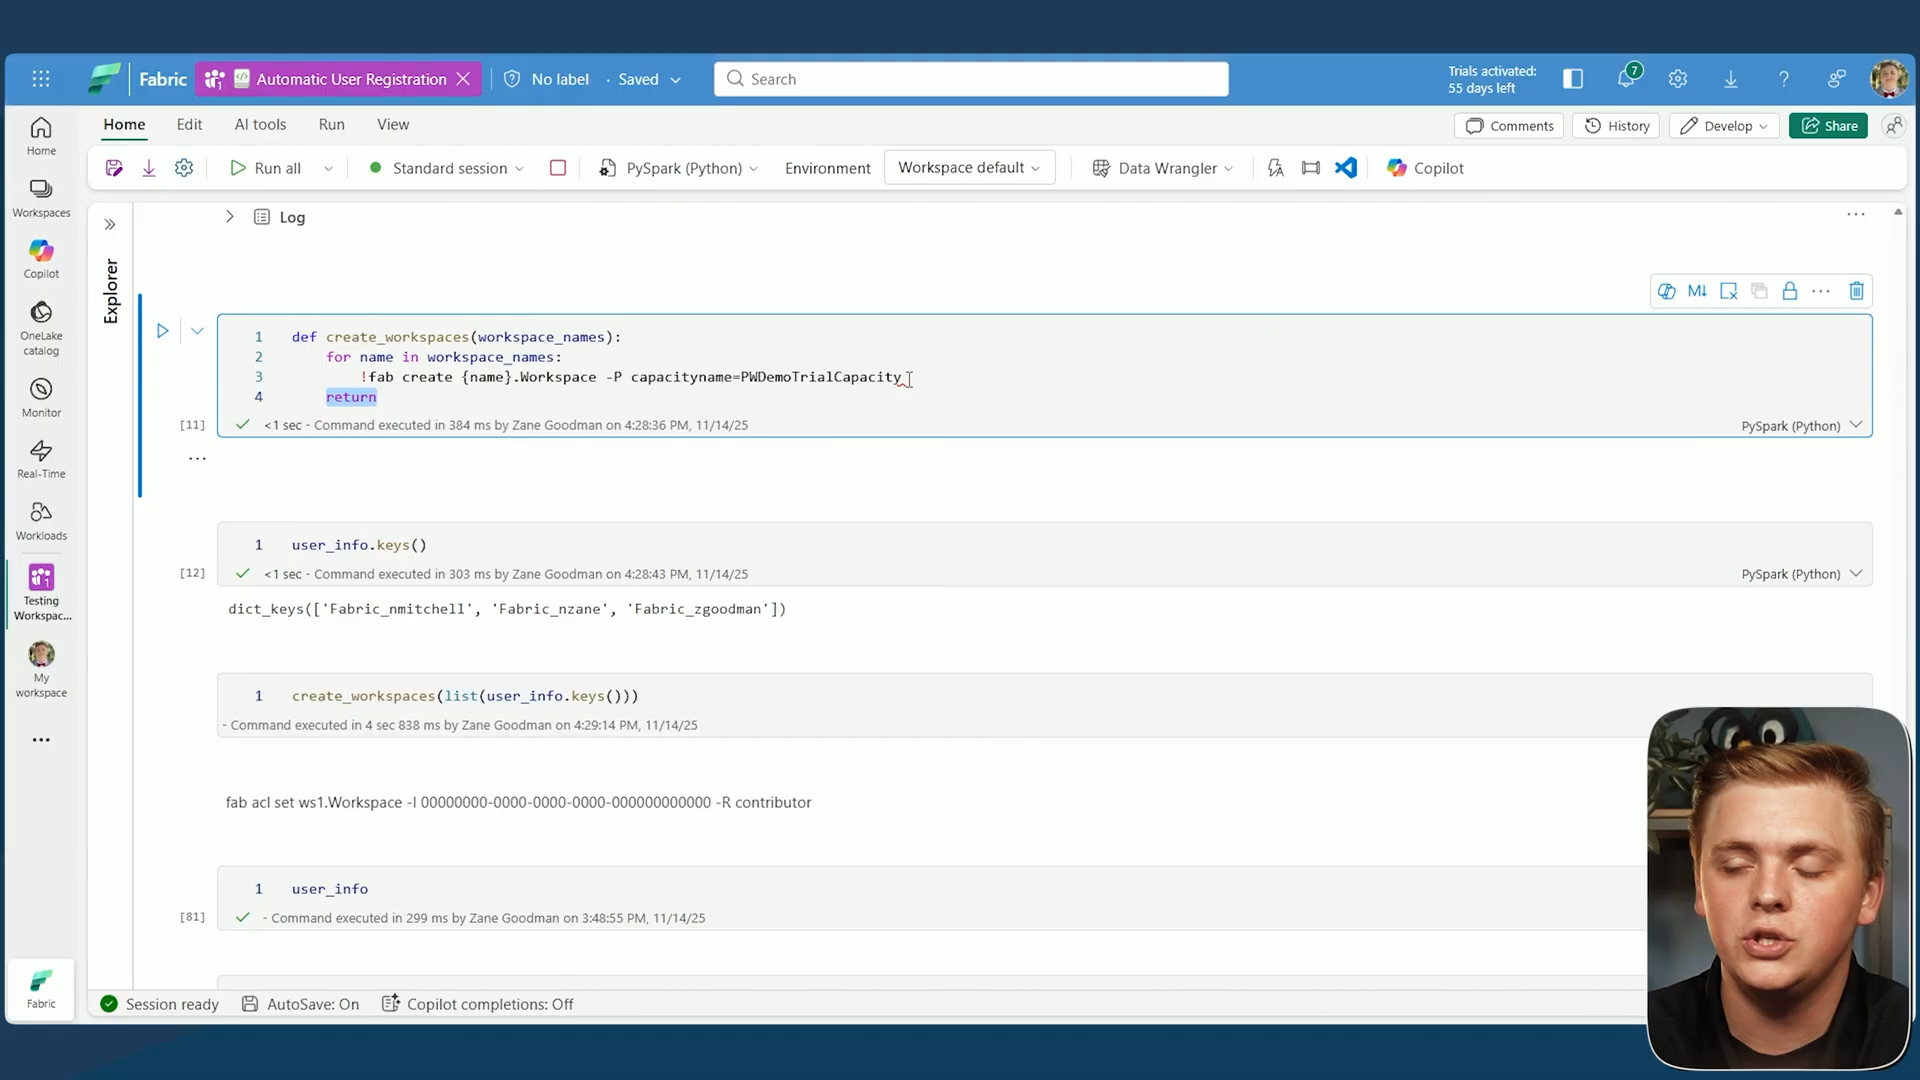 Fabric
Automatic User Registration
No label
· Saved
Search
Trials activated:
55 days left
7
Home
Edit
AI tools
Run
View
Comments
History
Develop
Share
Run all
Standard session
PySpark (Python)
Environment
Workspace default
Data Wrangler
Copilot
Home
Workspaces
Copilot
OneLake
catalog
Monitor
Real-Time
Workloads
Testing
Workspac...
My
workspace
...
Fabric
Explorer
Log
M↓
1 def create_workspaces(workspace_names):
2 for name in workspace_names:
3 !fab create {name}.Workspace -P capacityname=PWDemoTrialCapacity
4 return
[11] <1 sec - Command executed in 384 ms by Zane Goodman on 4:28:36 PM, 11/14/25
PySpark (Python)
...
1 user_info.keys()
[12] <1 sec - Command executed in 303 ms by Zane Goodman on 4:28:43 PM, 11/14/25
PySpark (Python)
dict_keys(['Fabric_nmitchell', 'Fabric_nzane', 'Fabric_zgoodman'])
1 create_workspaces(list(user_info.keys()))
- Command executed in 4 sec 838 ms by Zane Goodman on 4:29:14 PM, 11/14/25
fab acl set ws1.Workspace -I 00000000-0000-0000-0000-000000000000 -R contributor
1 user_info
[81] - Command executed in 299 ms by Zane Goodman on 3:48:55 PM, 11/14/25
Session ready
AutoSave: On
Copilot completions: Off